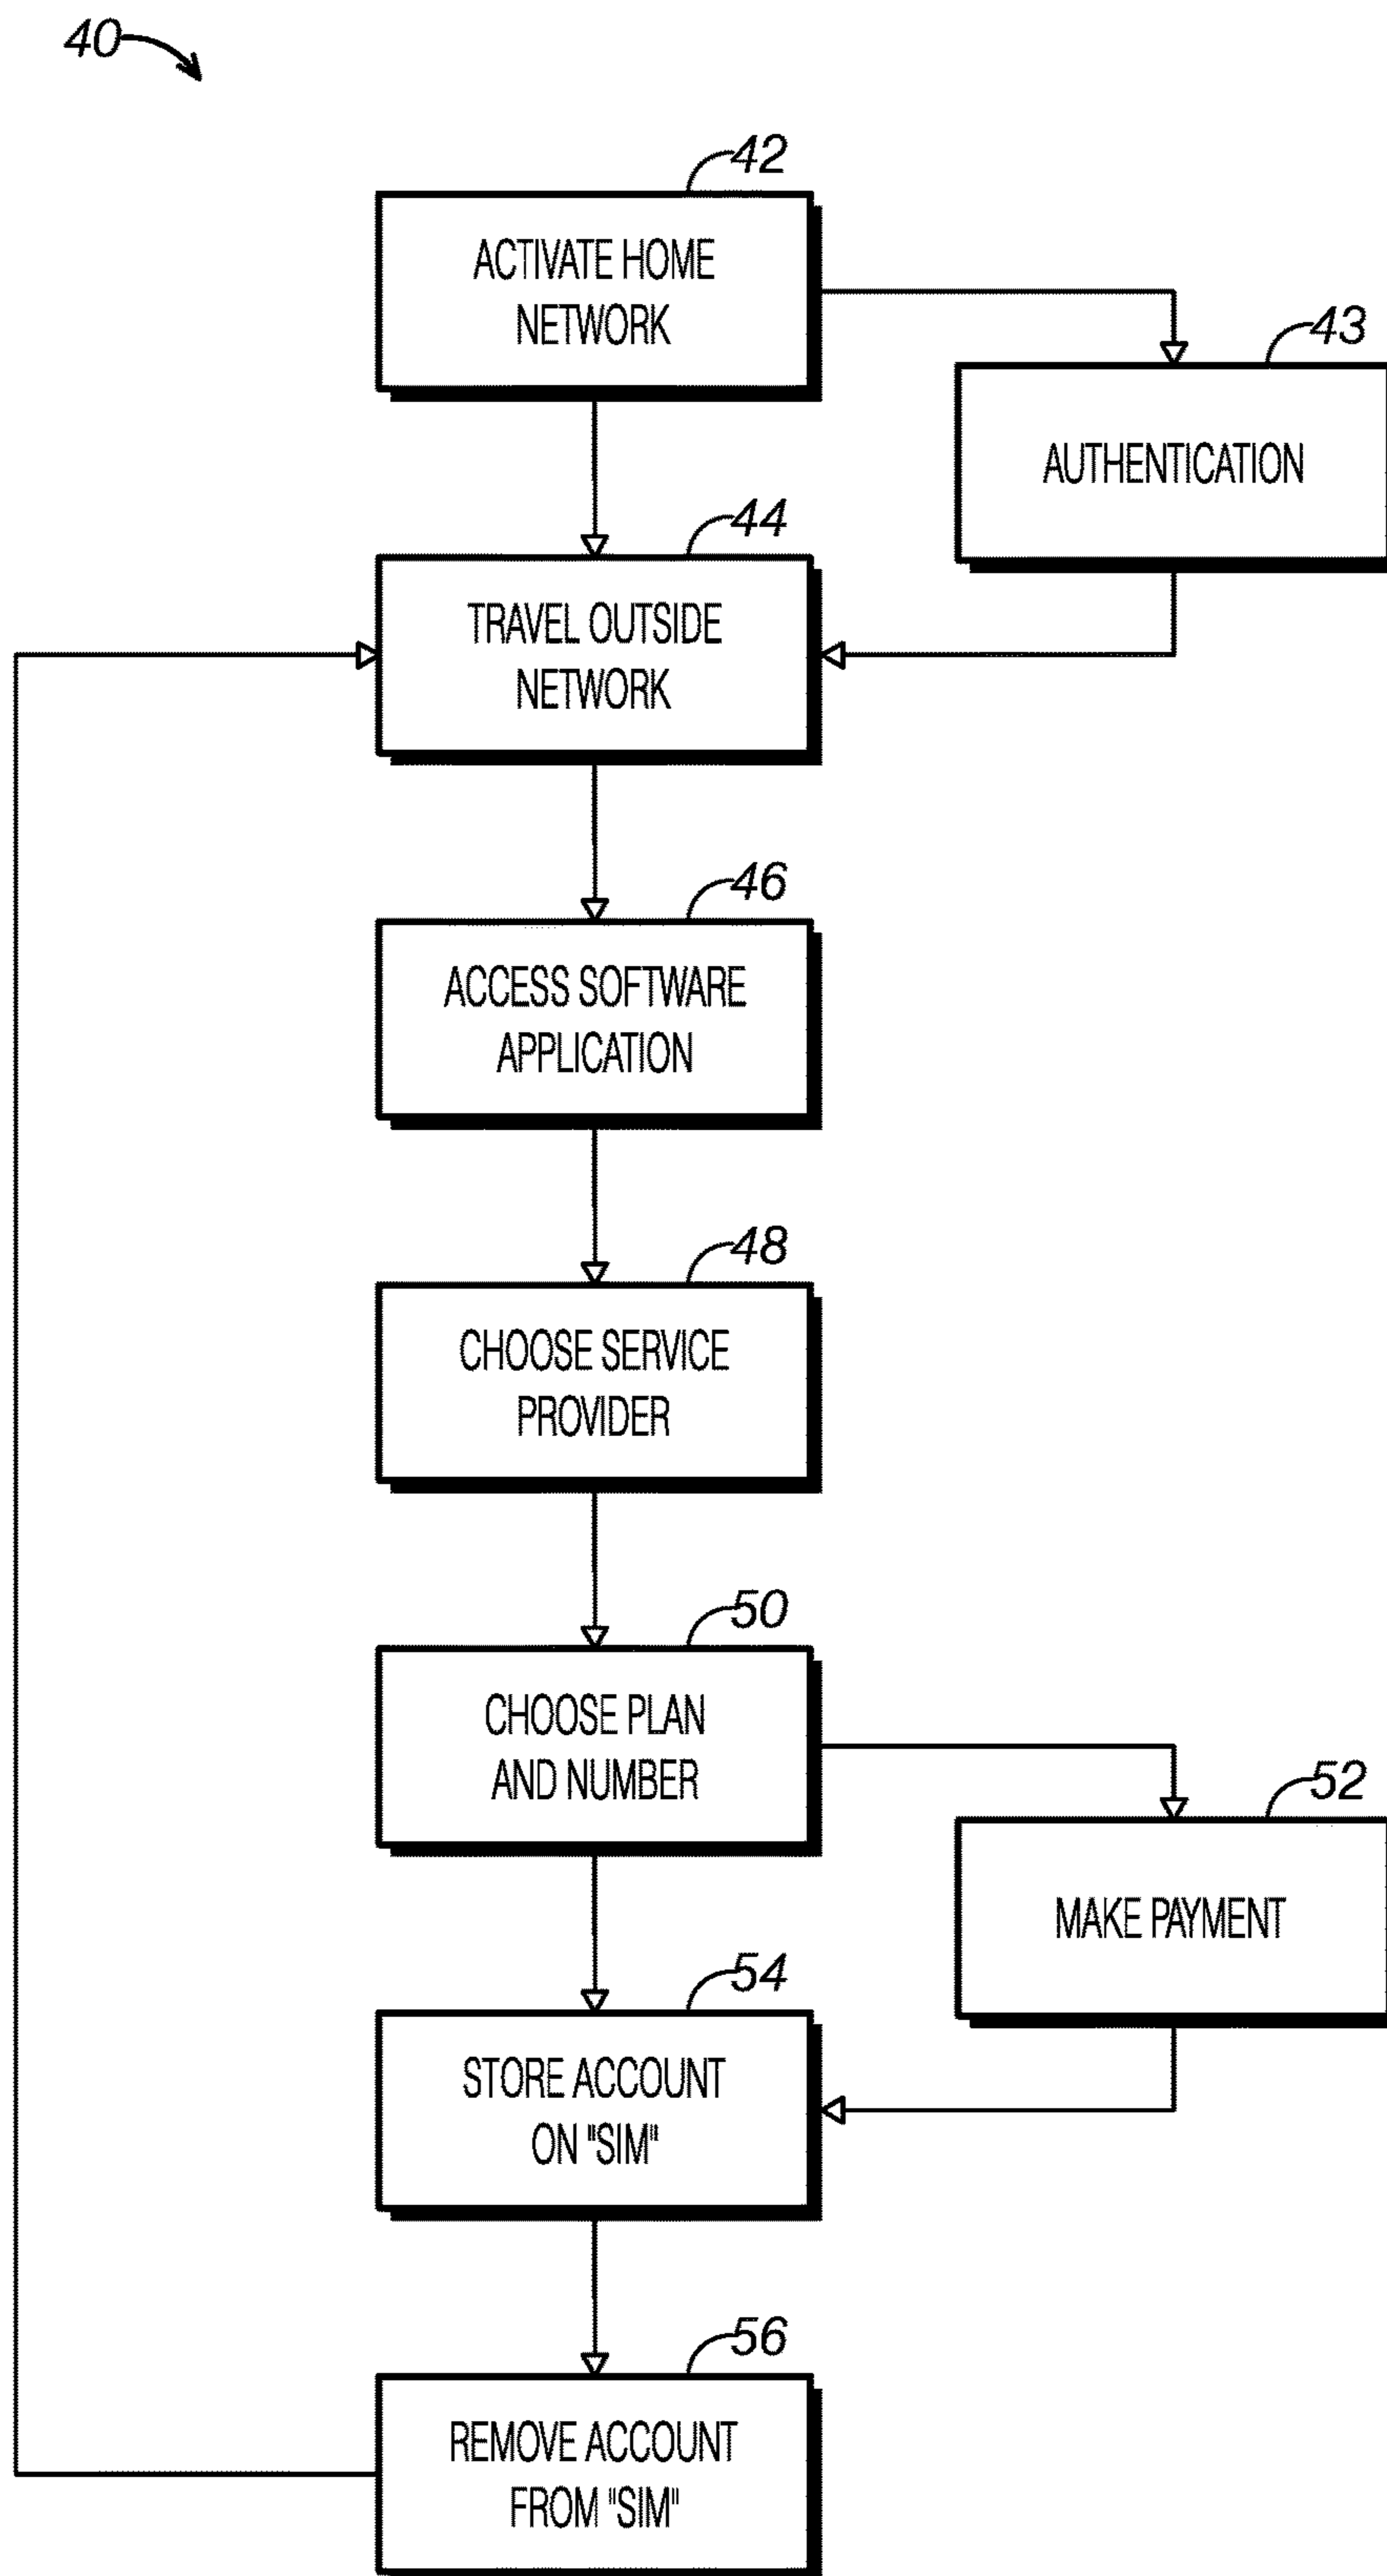 40
42
ACTIVATE HOME
NETWORK
43
AUTHENTICATION
44
TRAVEL OUTSIDE
NETWORK
46
ACCESS SOFTWARE
APPLICATION
48
CHOOSE SERVICE
PROVIDER
50
CHOOSE PLAN
AND NUMBER
52
MAKE PAYMENT
54
STORE ACCOUNT
ON "SIM"
56
REMOVE ACCOUNT
FROM "SIM"